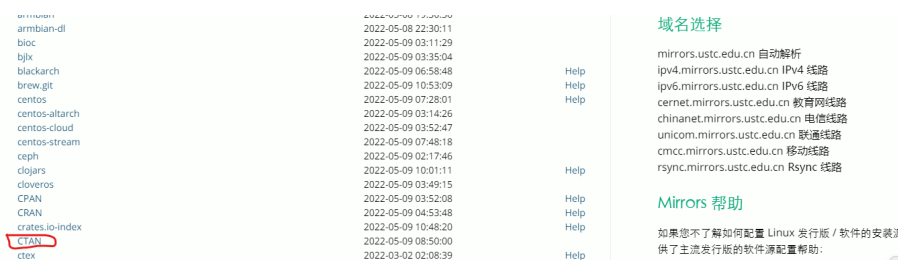 armbian-dl 2022-05-08 22:30:11
bioc 2022-05-09 03:11:29
bjlx 2022-05-09 03:35:04
blackarch 2022-05-09 06:58:48 Help
brew.git 2022-05-09 10:53:09 Help
centos 2022-05-09 07:28:01 Help
centos-altarch 2022-05-09 03:14:26
centos-cloud 2022-05-09 03:52:47
centos-stream 2022-05-09 07:48:18
ceph 2022-05-09 02:17:46
clojars 2022-05-09 10:01:11 Help
cloveros 2022-05-09 03:49:15
CPAN 2022-05-09 03:52:08 Help
CRAN 2022-05-09 04:53:48 Help
crates.io-index 2022-05-09 10:48:20 Help
CTAN 2022-05-09 08:50:00
ctex 2022-03-02 02:08:39 Help
域名选择
mirrors.ustc.edu.cn 自动解析
ipv4.mirrors.ustc.edu.cn IPv4 线路
ipv6.mirrors.ustc.edu.cn IPv6 线路
cernet.mirrors.ustc.edu.cn 教育网线路
chinanet.mirrors.ustc.edu.cn 电信线路
unicom.mirrors.ustc.edu.cn 联通线路
cmcc.mirrors.ustc.edu.cn 移动线路
rsync.mirrors.ustc.edu.cn Rsync 线路
Mirrors 帮助
如果您不了解如何配置 Linux 发行版 / 软件的安装
供了主流发行版的软件源配置帮助: